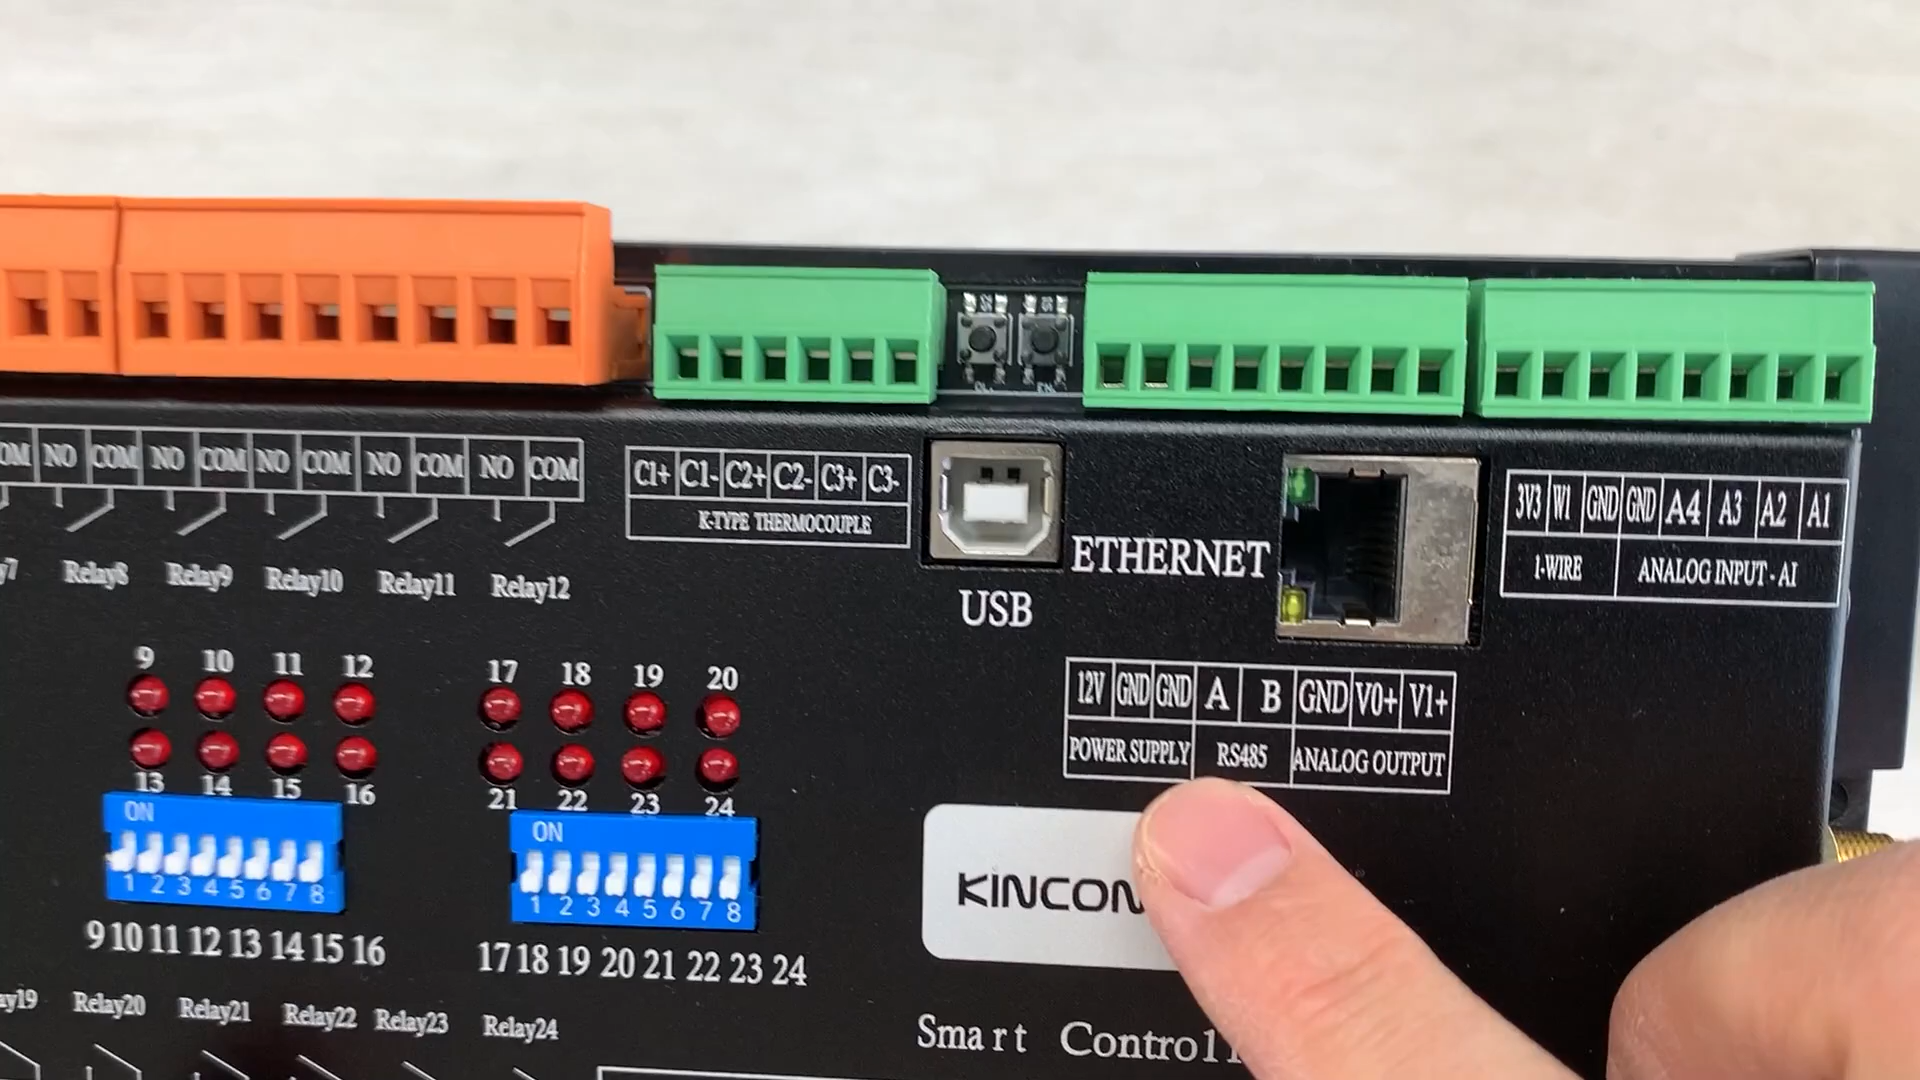 NO COM NO COM NO COM NO COM NO COM
Relay8 Relay9 Relay10 Relay11 Relay12
C1+ C1- C2+ C2- C3+ C3-
K-TYPE THERMOCOUPLE
USB
ETHERNET
3V3 W1 GND GND A4 A3 A2 A1
1-WIRE ANALOG INPUT - AI
12V GND GND A B GND V0+ V1+
POWER SUPPLY RS485 ANALOG OUTPUT
9 10 11 12
13 14 15 16
ON
1 2 3 4 5 6 7 8
9 10 11 12 13 14 15 16
17 18 19 20
21 22 23 24
ON
1 2 3 4 5 6 7 8
17 18 19 20 21 22 23 24
Relay20 Relay21 Relay22 Relay23 Relay24
KINCON
Smart Controll